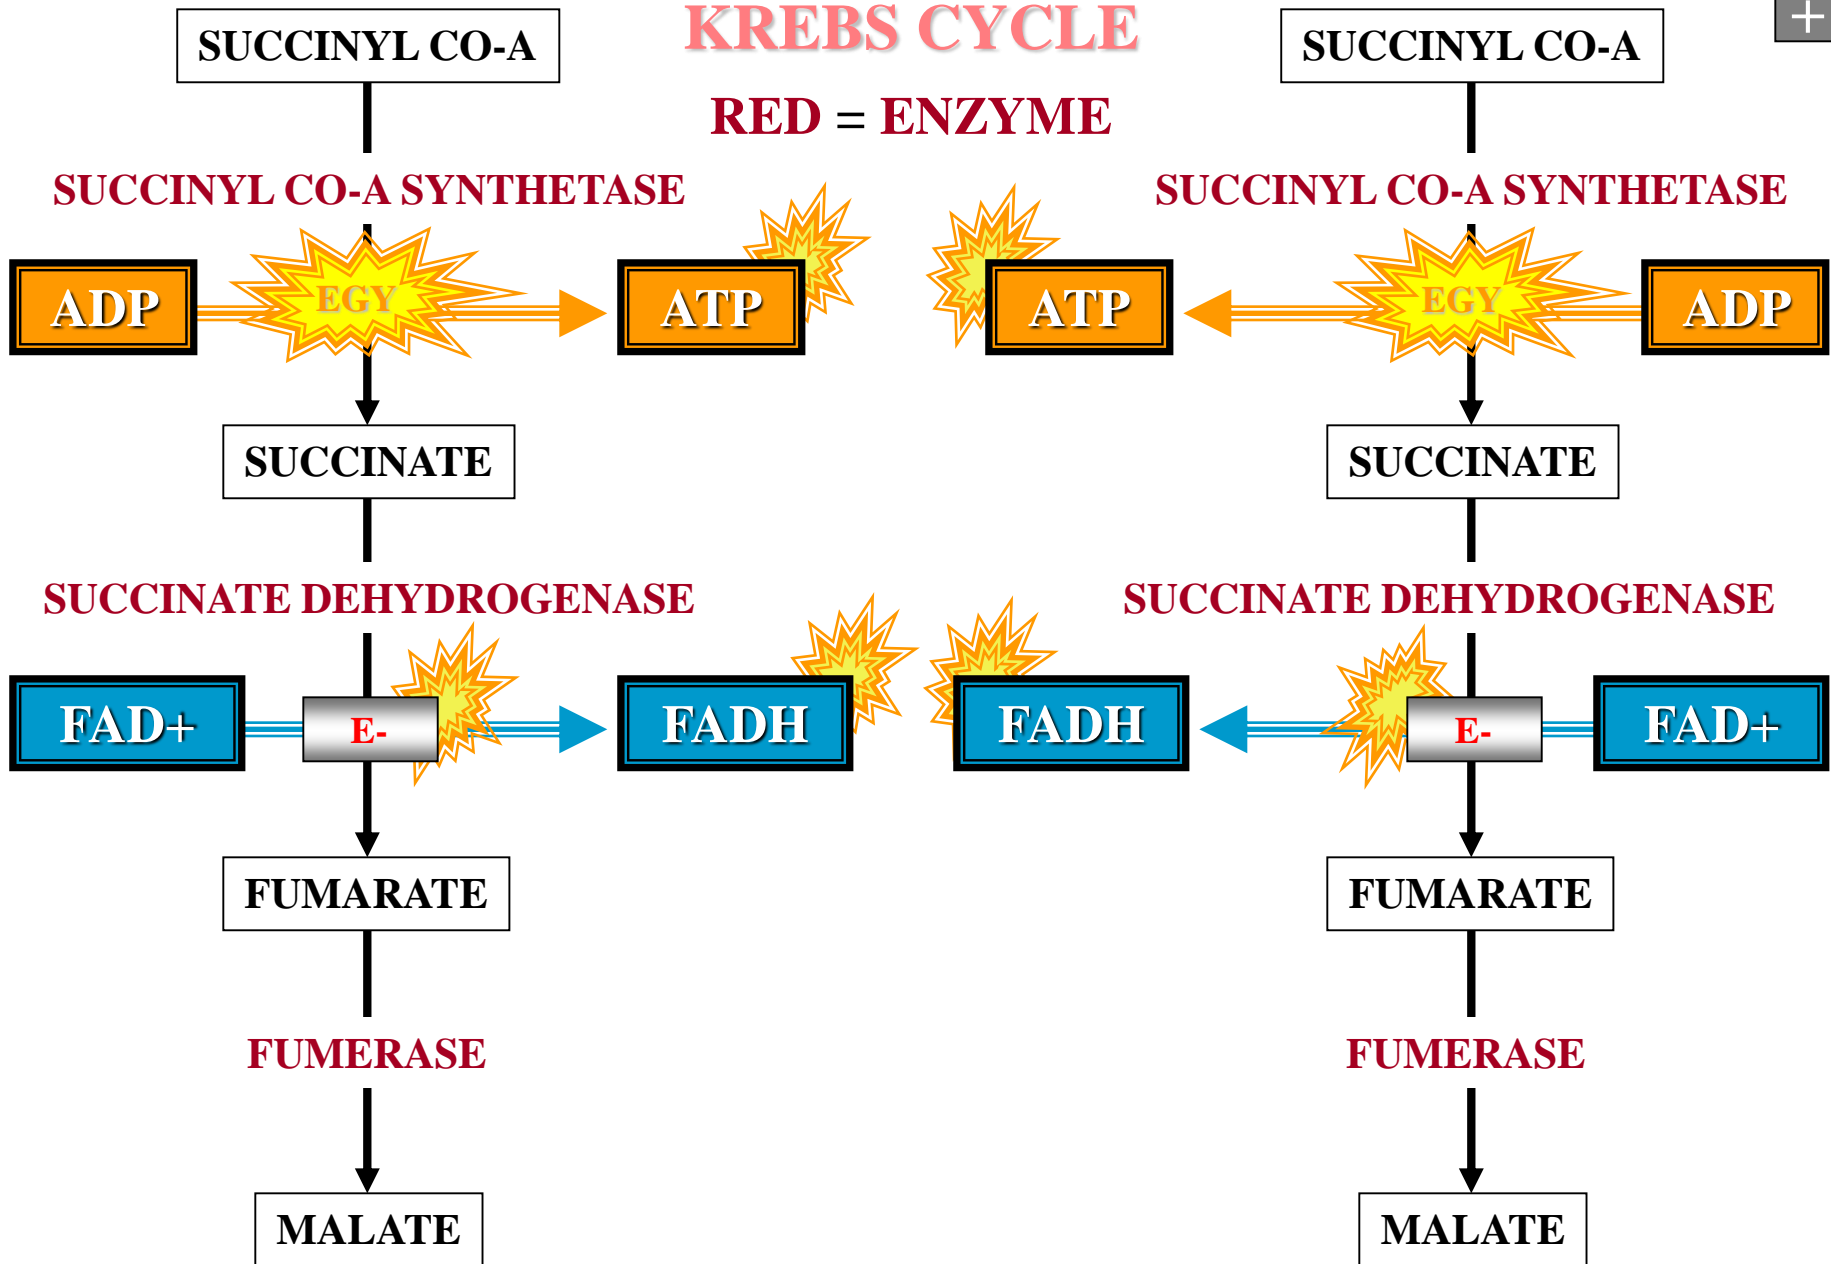 KREBS CYCLE
+
SUCCINYL CO-A
SUCCINYL CO-A
RED = ENZYME
SUCCINYL CO-A SYNTHETASE
SUCCINYL CO-A SYNTHETASE
ADP
EGY
ATP
ATP
EGY
ADP
SUCCINATE
SUCCINATE
SUCCINATE DEHYDROGENASE
SUCCINATE DEHYDROGENASE
FAD+
E-
FADH
FADH
E-
FAD+
FUMARATE
FUMARATE
FUMERASE
FUMERASE
MALATE
MALATE